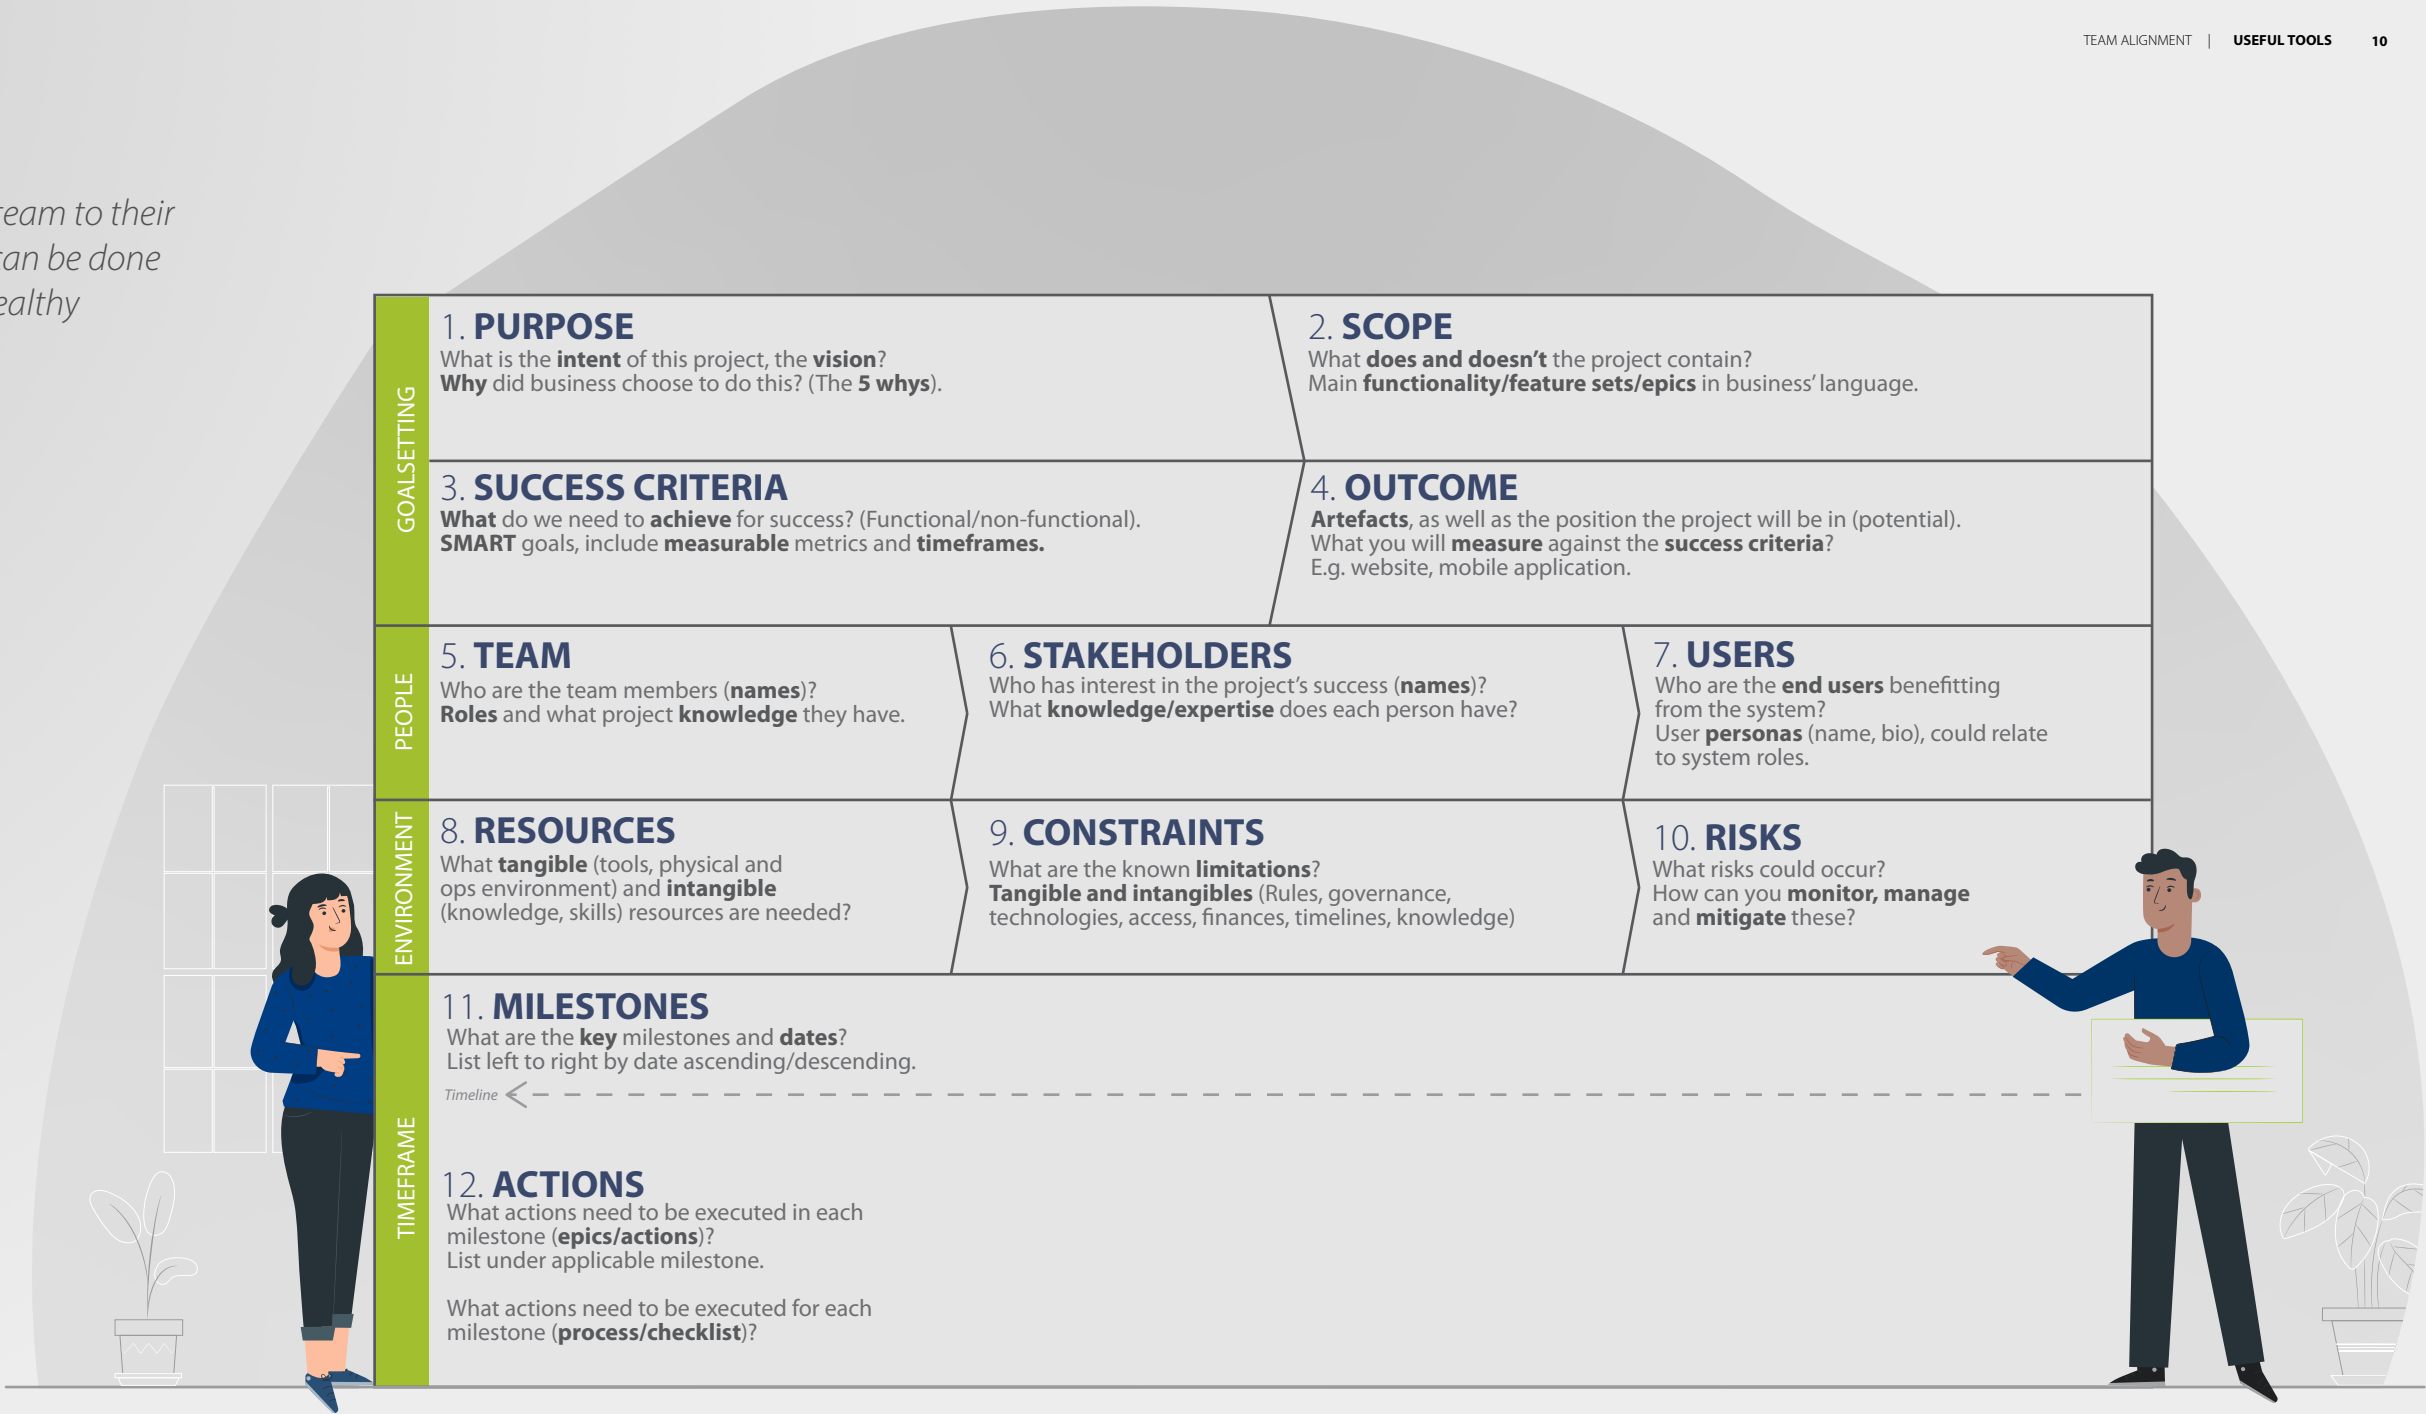 TEAM ALIGNMENT | USEFUL TOOLS 10
team to their
can be done
healthy
GOALSETTING
1. PURPOSE
What is the intent of this project, the vision?
Why did business choose to do this? (The 5 whys).
2. SCOPE
What does and doesn’t the project contain?
Main functionality/feature sets/epics in business’ language.
3. SUCCESS CRITERIA
What do we need to achieve for success? (Functional/non-functional).
SMART goals, include measurable metrics and timeframes.
4. OUTCOME
Artefacts, as well as the position the project will be in (potential).
What you will measure against the success criteria?
E.g. website, mobile application.
PEOPLE
5. TEAM
Who are the team members (names)?
Roles and what project knowledge they have.
6. STAKEHOLDERS
Who has interest in the project’s success (names)?
What knowledge/expertise does each person have?
7. USERS
Who are the end users benefitting
from the system?
User personas (name, bio), could relate
to system roles.
ENVIRONMENT
8. RESOURCES
What tangible (tools, physical and
ops environment) and intangible
(knowledge, skills) resources are needed?
9. CONSTRAINTS
What are the known limitations?
Tangible and intangibles (Rules, governance,
technologies, access, finances, timelines, knowledge)
10. RISKS
What risks could occur?
How can you monitor, manage
and mitigate these?
TIMEFRAME
11. MILESTONES
What are the key milestones and dates?
List left to right by date ascending/descending.
Timeline
12. ACTIONS
What actions need to be executed in each
milestone (epics/actions)?
List under applicable milestone.
What actions need to be executed for each
milestone (process/checklist)?